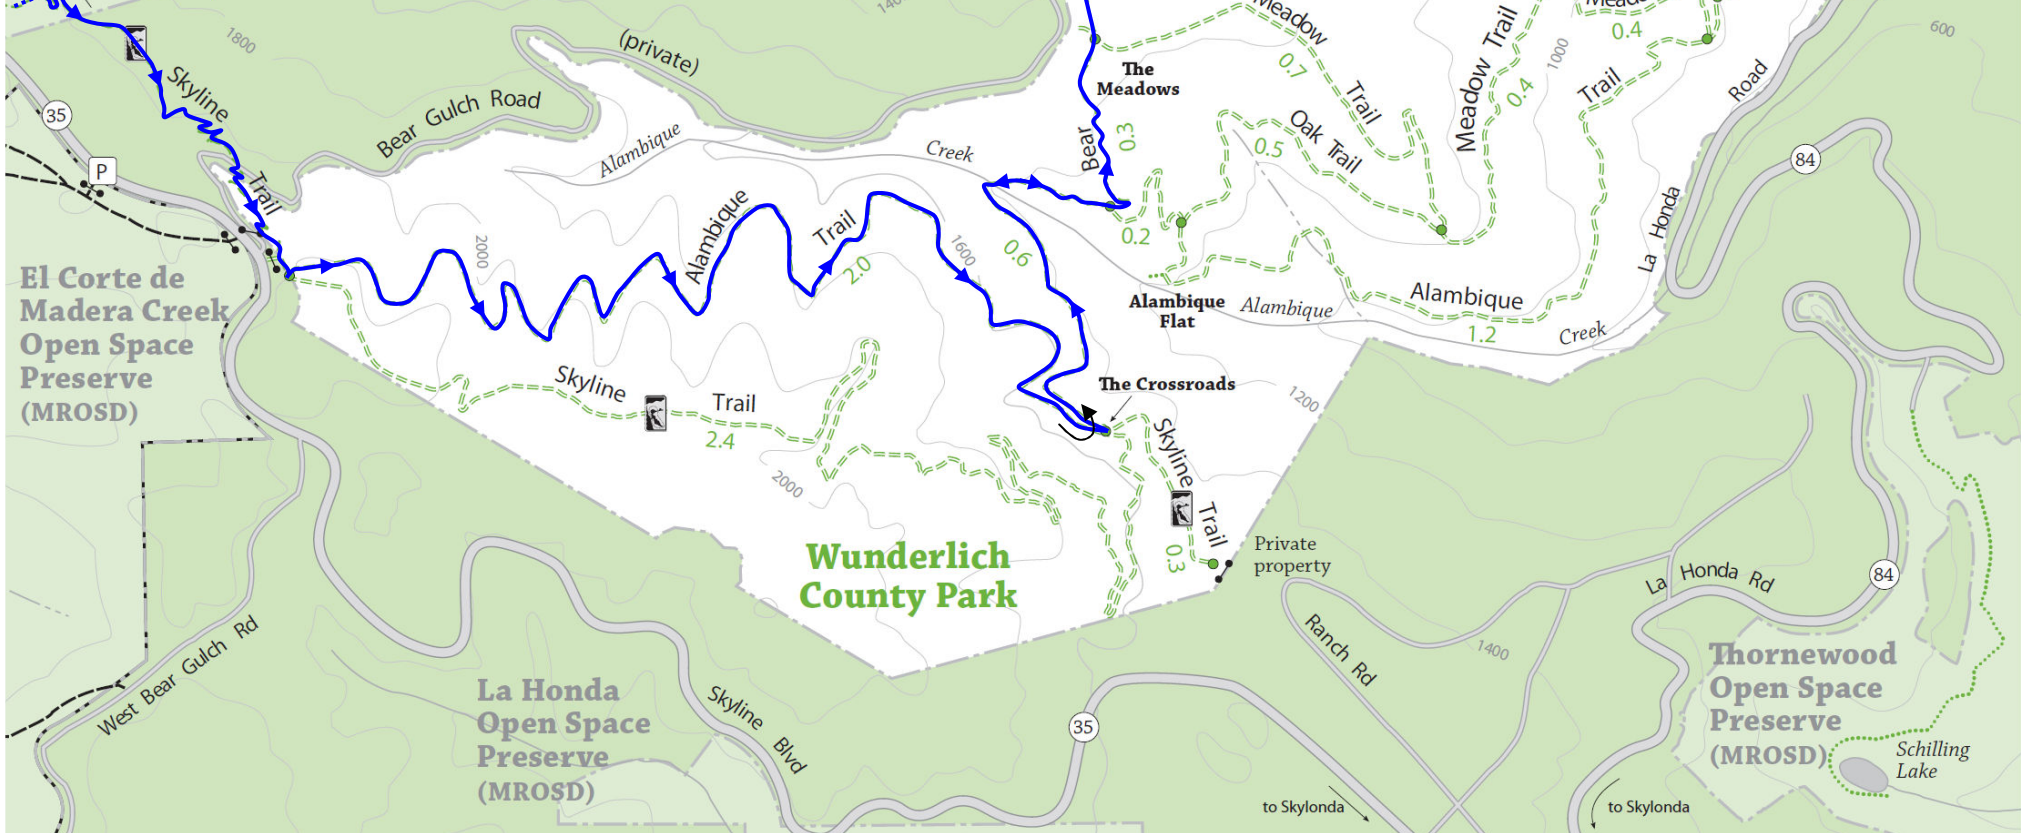 1800
140
Meadow
Meadow
Trail
0.4
600
35
Skyline
(private)
The
Meadows
0.7
Trail
Meadow Trail
0.4
1000
Trail
Road
Bear Gulch Road
Alambique
Creek
Bear
0.3
Oak Trail
0.5
84
P
Trail
2000
Alambique
Trail
2.0
1600
0.6
0.2
La Honda
El Corte de
Madera Creek
Open Space
Preserve
(MROSD)
Alambique
Flat
Alambique
Creek
Alambique
1.2
Skyline
Trail
2.4
2000
The Crossroads
1200
Skyline
Trail
0.3
Wunderlich
County Park
Private
property
La Honda Rd
84
Ranch Rd
1400
West Bear Gulch Rd
La Honda
Open Space
Preserve
(MROSD)
Skyline Blvd
35
Thornewood
Open Space
Preserve
(MROSD)
Schilling
Lake
to Skylonda
to Skylonda